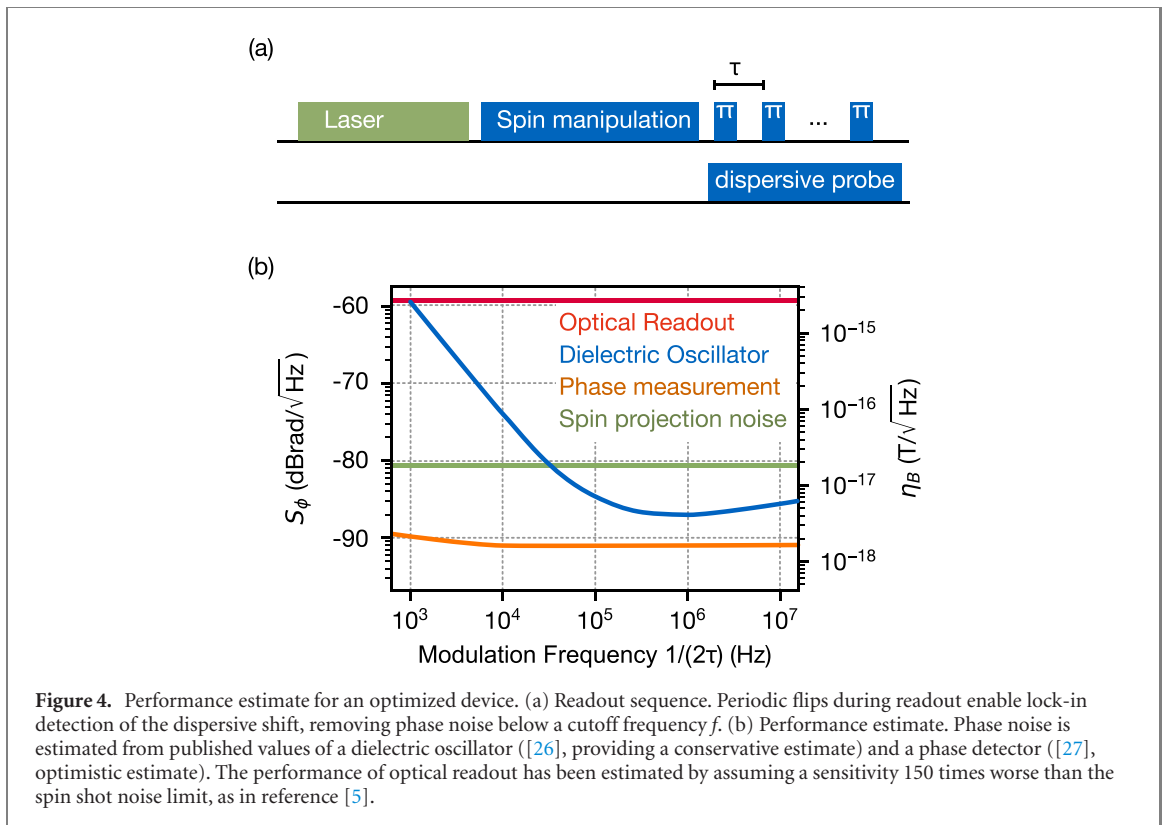 (a)
τ
Laser
Spin manipulation
π
π
...
π
dispersive probe
(b)
-60
-70
-80
-90
S_ϕ (dBrad/√Hz)
Optical Readout
Dielectric Oscillator
Phase measurement
Spin projection noise
10⁻¹⁵
10⁻¹⁶
10⁻¹⁷
10⁻¹⁸
η_B (T/√Hz)
10³ 10⁴ 10⁵ 10⁶ 10⁷
Modulation Frequency 1/(2τ) (Hz)
Figure 4. Performance estimate for an optimized device. (a) Readout sequence. Periodic flips during readout enable lock-in
detection of the dispersive shift, removing phase noise below a cutoff frequency f. (b) Performance estimate. Phase noise is
estimated from published values of a dielectric oscillator ([26], providing a conservative estimate) and a phase detector ([27],
optimistic estimate). The performance of optical readout has been estimated by assuming a sensitivity 150 times worse than the
spin shot noise limit, as in reference [5].